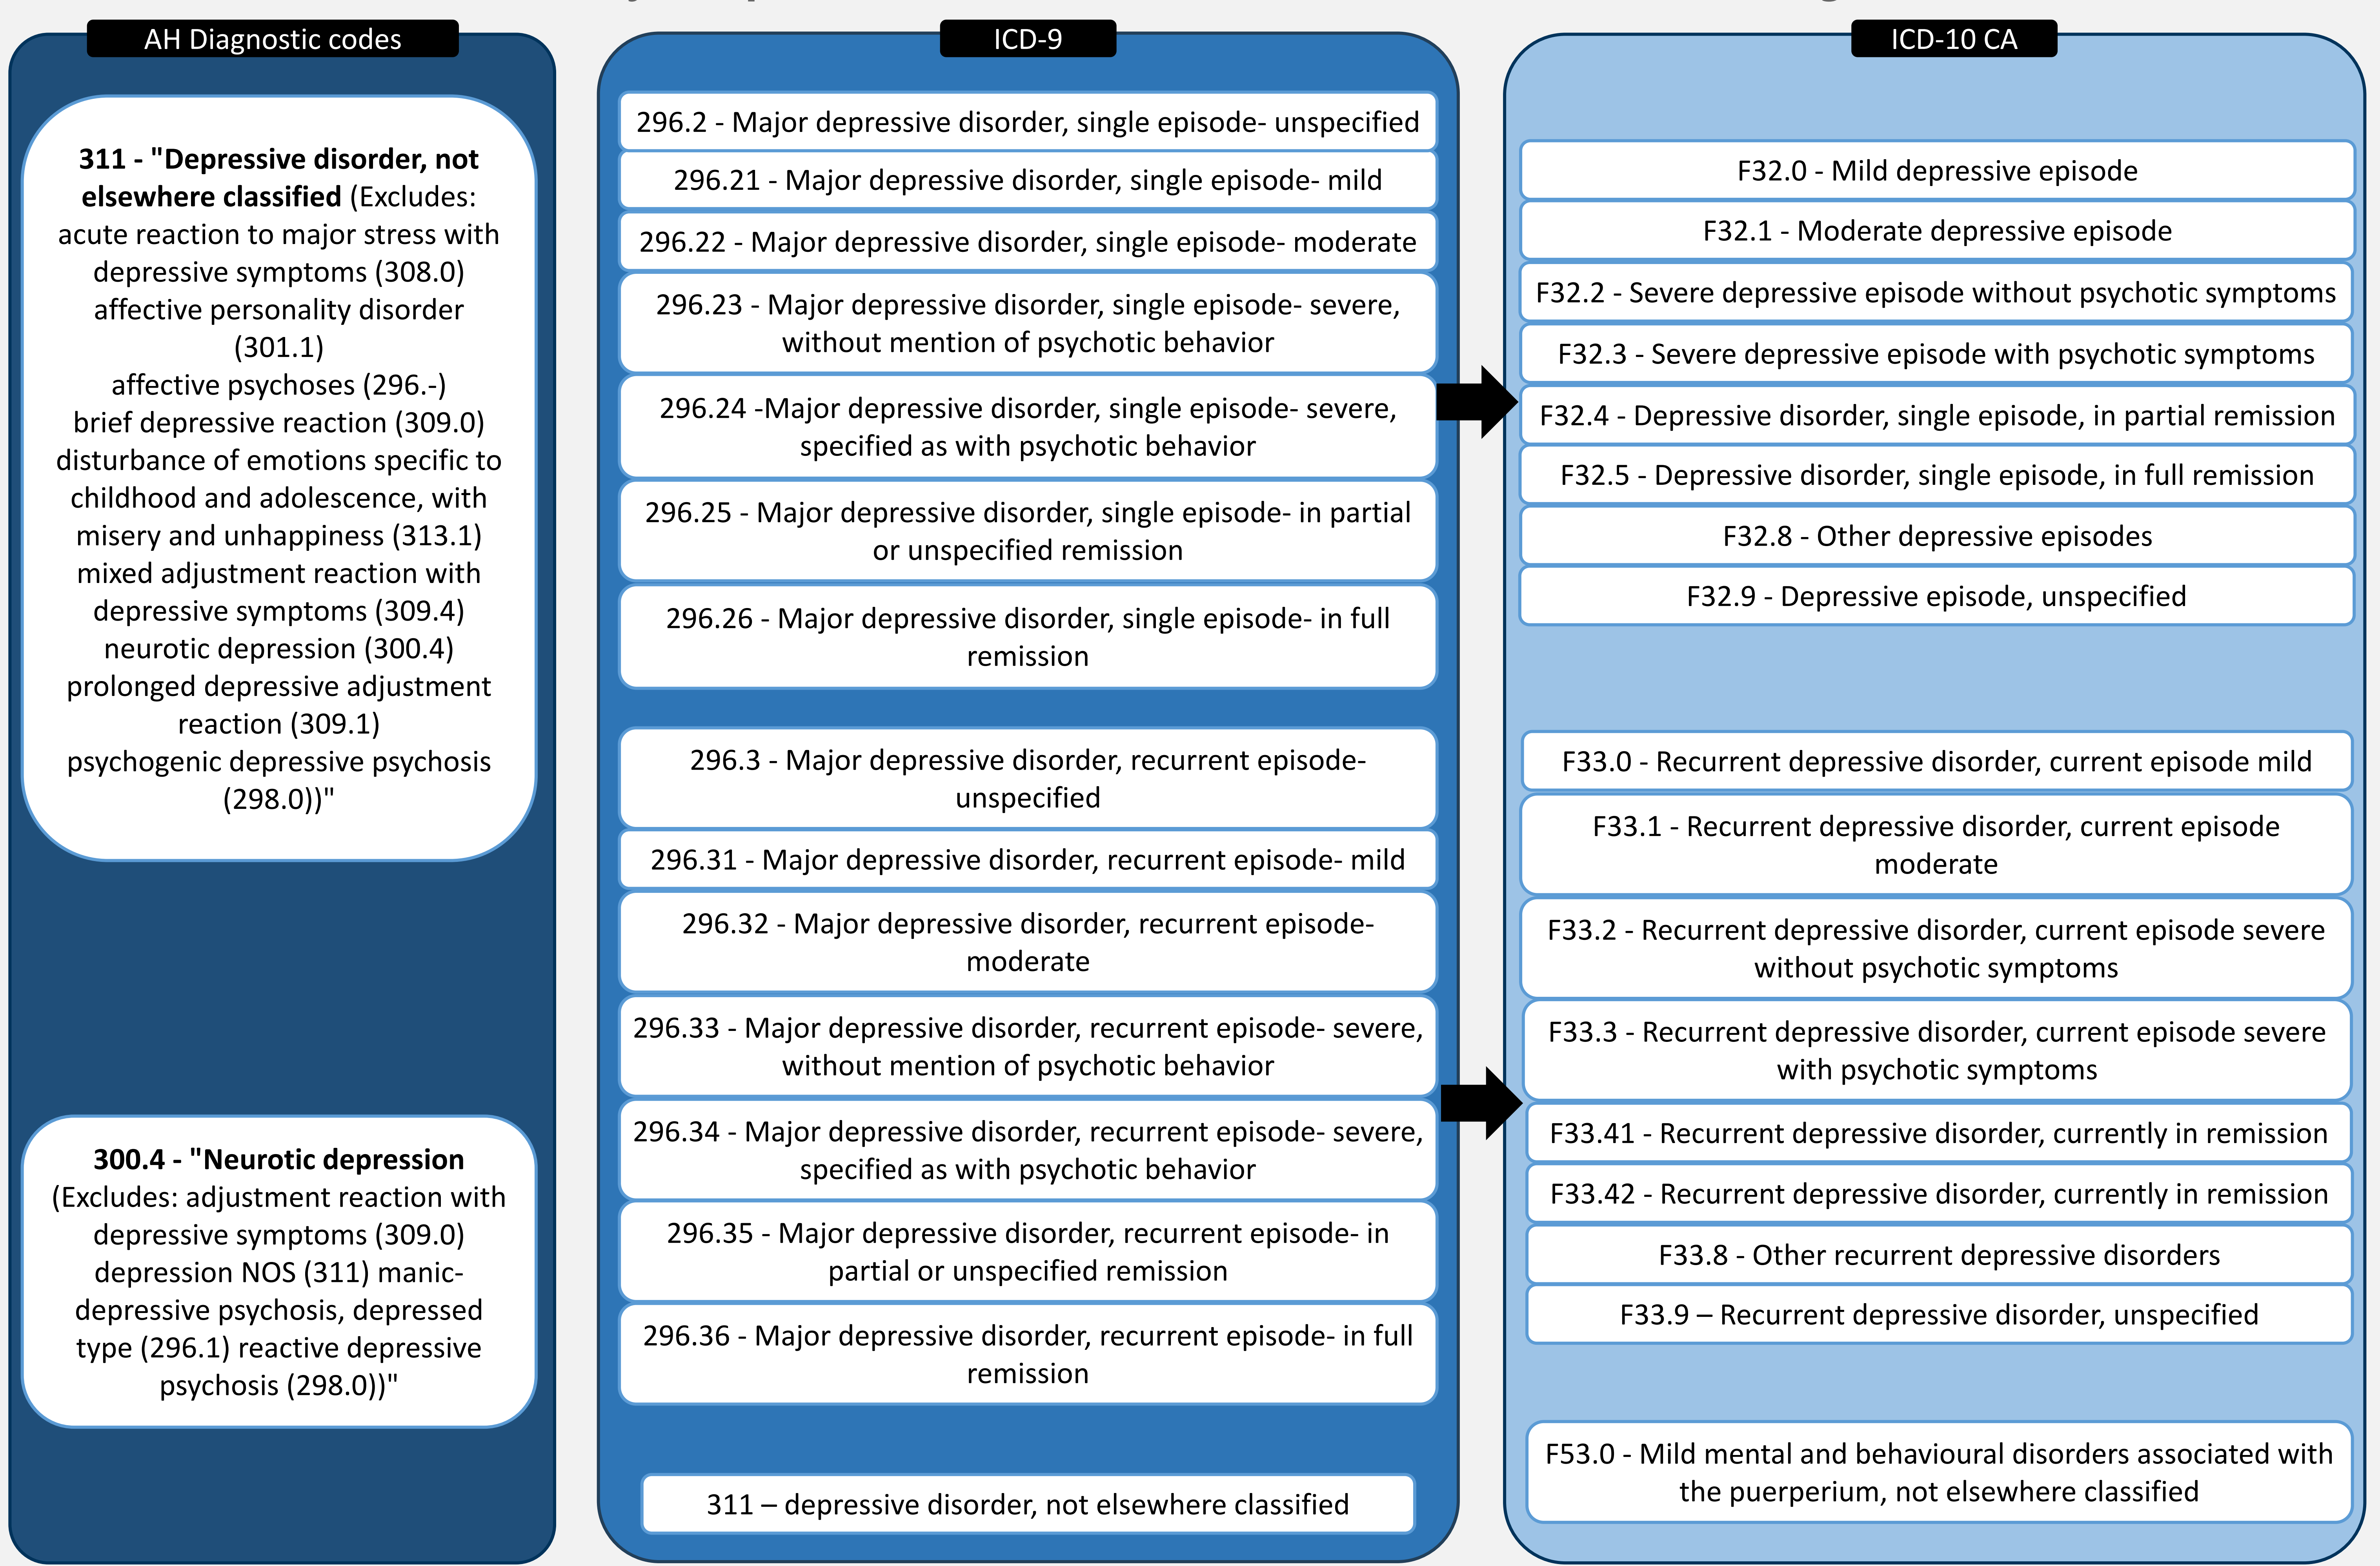 AH Diagnostic codes
311 - "Depressive disorder, not
elsewhere classified (Excludes:
acute reaction to major stress with
depressive symptoms (308.0)
affective personality disorder
(301.1)
affective psychoses (296.-)
brief depressive reaction (309.0)
disturbance of emotions specific to
childhood and adolescence, with
misery and unhappiness (313.1)
mixed adjustment reaction with
depressive symptoms (309.4)
neurotic depression (300.4)
prolonged depressive adjustment
reaction (309.1)
psychogenic depressive psychosis
(298.0))"
300.4 - "Neurotic depression
(Excludes: adjustment reaction with
depressive symptoms (309.0)
depression NOS (311) manic-
depressive psychosis, depressed
type (296.1) reactive depressive
psychosis (298.0))"
ICD-9
296.2 - Major depressive disorder, single episode- unspecified
296.21 - Major depressive disorder, single episode- mild
296.22 - Major depressive disorder, single episode- moderate
296.23 - Major depressive disorder, single episode- severe,
without mention of psychotic behavior
296.24 -Major depressive disorder, single episode- severe,
specified as with psychotic behavior
296.25 - Major depressive disorder, single episode- in partial
or unspecified remission
296.26 - Major depressive disorder, single episode- in full
remission
296.3 - Major depressive disorder, recurrent episode-
unspecified
296.31 - Major depressive disorder, recurrent episode- mild
296.32 - Major depressive disorder, recurrent episode-
moderate
296.33 - Major depressive disorder, recurrent episode- severe,
without mention of psychotic behavior
296.34 - Major depressive disorder, recurrent episode- severe,
specified as with psychotic behavior
296.35 - Major depressive disorder, recurrent episode- in
partial or unspecified remission
296.36 - Major depressive disorder, recurrent episode- in full
remission
311 – depressive disorder, not elsewhere classified
ICD-10 CA
F32.0 - Mild depressive episode
F32.1 - Moderate depressive episode
F32.2 - Severe depressive episode without psychotic symptoms
F32.3 - Severe depressive episode with psychotic symptoms
F32.4 - Depressive disorder, single episode, in partial remission
F32.5 - Depressive disorder, single episode, in full remission
F32.8 - Other depressive episodes
F32.9 - Depressive episode, unspecified
F33.0 - Recurrent depressive disorder, current episode mild
F33.1 - Recurrent depressive disorder, current episode
moderate
F33.2 - Recurrent depressive disorder, current episode severe
without psychotic symptoms
F33.3 - Recurrent depressive disorder, current episode severe
with psychotic symptoms
F33.41 - Recurrent depressive disorder, currently in remission
F33.42 - Recurrent depressive disorder, currently in remission
F33.8 - Other recurrent depressive disorders
F33.9 – Recurrent depressive disorder, unspecified
F53.0 - Mild mental and behavioural disorders associated with
the puerperium, not elsewhere classified